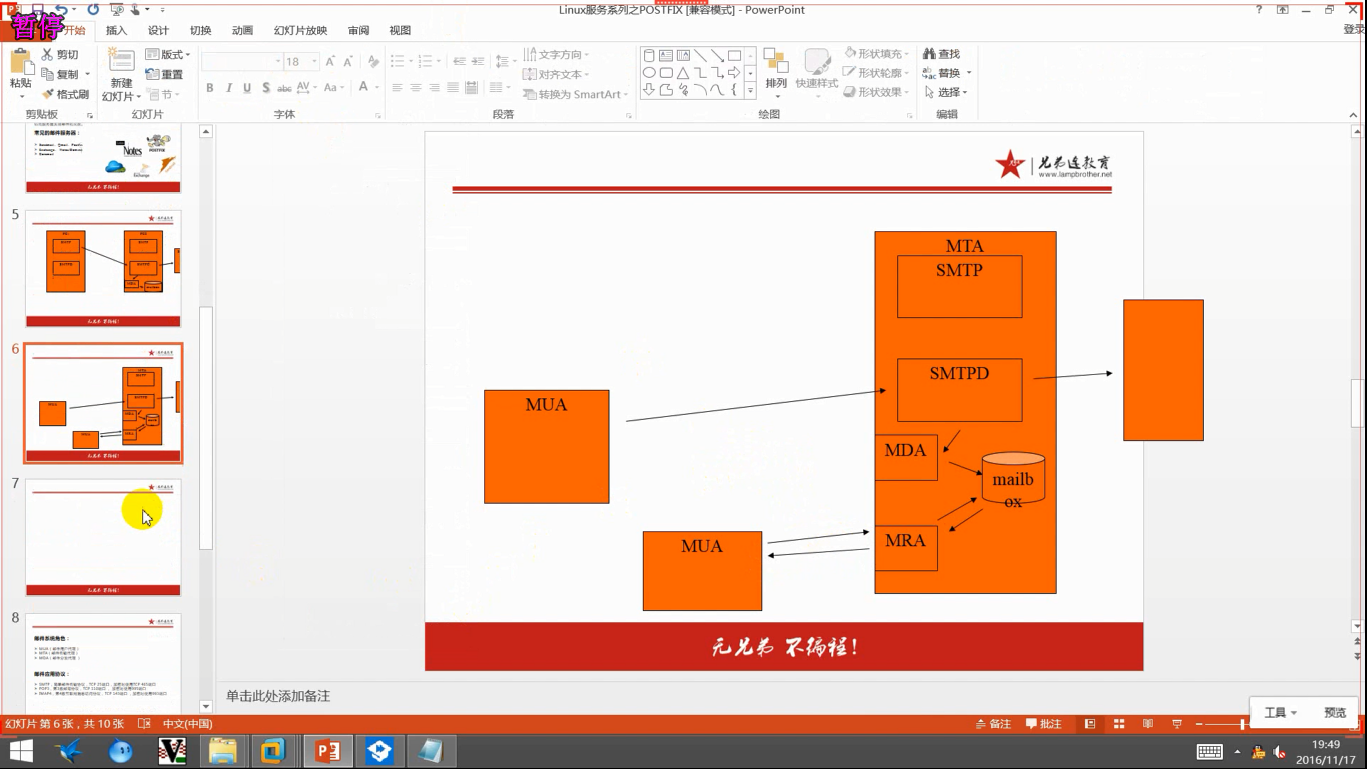 Linux服务系列之POSTFIX [兼容模式] - PowerPoint
暂停
开始 插入 设计 切换 动画 幻灯片放映 审阅 视图
登录
粘贴
剪切
复制
格式刷
剪贴板
新建
幻灯片
版式
重置
节
幻灯片
18
B I U S abc AV Aa A
字体
文字方向
对齐文本
转换为 SmartArt
段落
排列
快速样式
形状填充
形状轮廓
形状效果
绘图
查找
替换
选择
编辑
常见的邮件服务器：
Notes
5
6
7
8
邮件系统角色：
邮件应用协议：
兄弟连教育
www.lampbrother.net
MTA
SMTP
SMTPD
MUA
MDA
mailb
ox
MUA
MRA
无兄弟 不编程！
单击此处添加备注
幻灯片 第 6 张，共 10 张 中文(中国)
备注 批注
工具 预览
19:49
2016/11/17